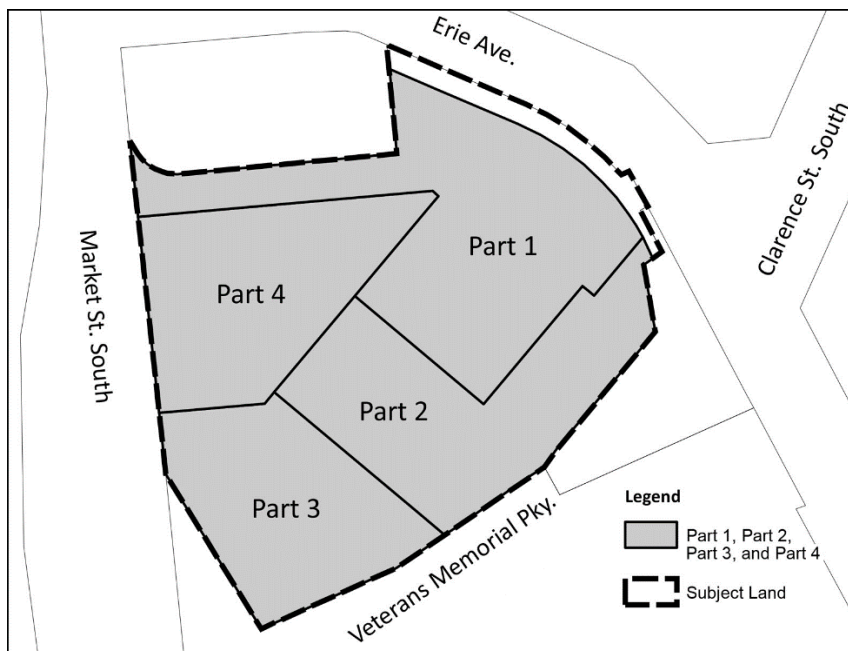 Erie Ave.
Clarence St. South
Market St. South
Part 1
Part 4
Part 2
Part 3
Veterans Memorial Pky.
Legend
Part 1, Part 2,
Part 3, and Part 4
Subject Land